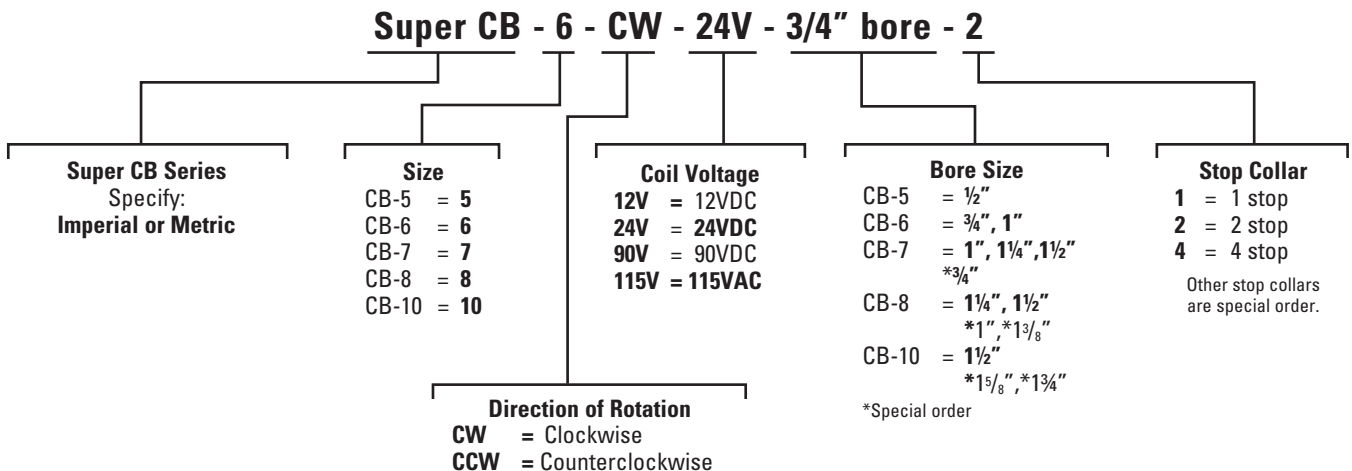 Super CB - 6 - CW - 24V - 3/4" bore - 2
Super CB Series
Specify:
Imperial or Metric
Size
CB-5 = 5
CB-6 = 6
CB-7 = 7
CB-8 = 8
CB-10 = 10
Direction of Rotation
CW = Clockwise
CCW = Counterclockwise
Coil Voltage
12V = 12VDC
24V = 24VDC
90V = 90VDC
115V = 115VAC
Bore Size
CB-5 = ½"
CB-6 = ¾", 1"
CB-7 = 1", 1¼",1½"
*¾"
CB-8 = 1¼", 1½"
*1",*1³/₈"
CB-10 = 1½"
*1⁵/₈",*1¾"
*Special order
Stop Collar
1 = 1 stop
2 = 2 stop
4 = 4 stop
Other stop collars
are special order.